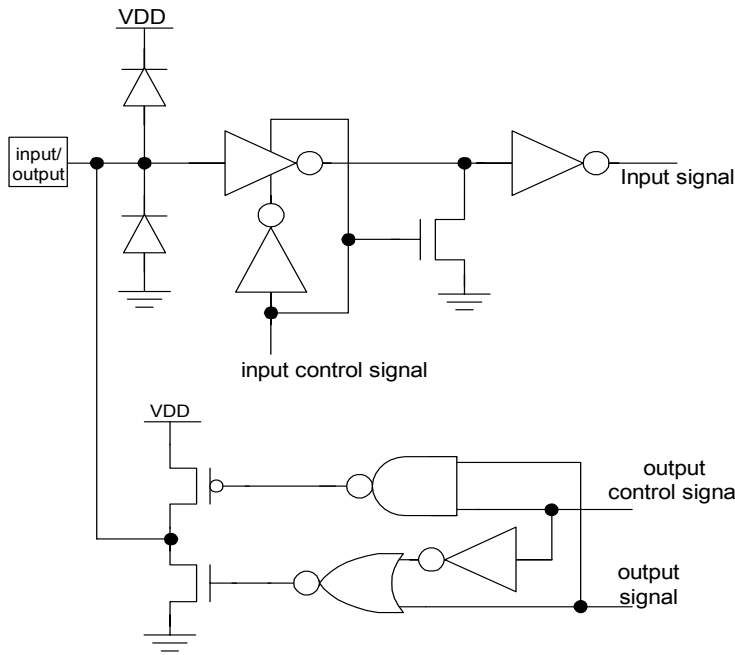 VDD
input/
output
Input signal
input control signal
VDD
output
control signa
output
signal